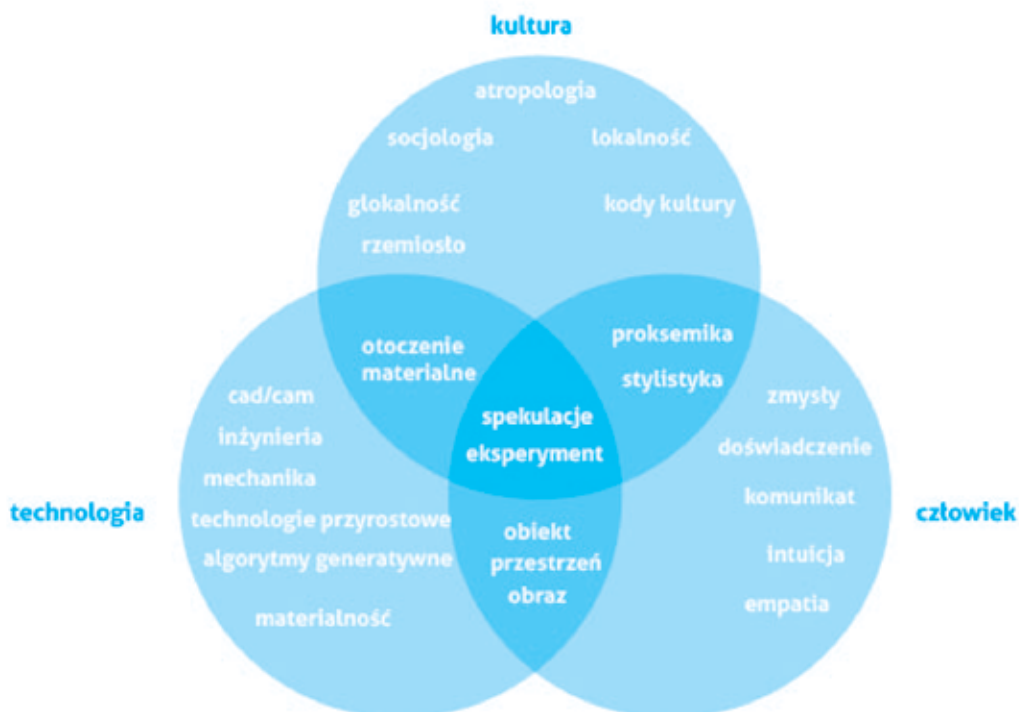 kultura
atropologia
socjologia
lokalność
glokalność
kody kultury
rzemiosło
otoczenie
materialne
proksemika
stylistyka
spekulacje
eksperyment
cad/cam
inżynieria
mechanika
technologie przyrostowe
algorytmy generatywne
materialność
technologia
zmysły
doświadczenie
komunikat
intuicja
empatia
człowiek
obiekt
przestrzeń
obraz